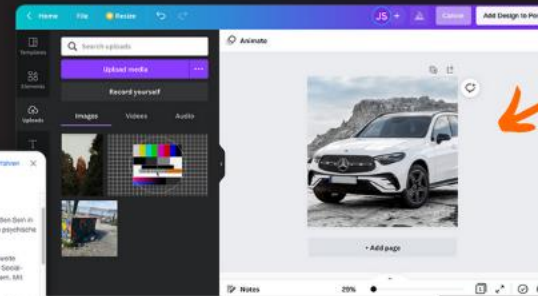 Home File Resize JS + Canva Add Design to Po
Templates
Search uploads
Animate
Upload media
Elements
Record yourself
Uploads
Images Videos Audio
T
+ Add page
Notes 29% 1